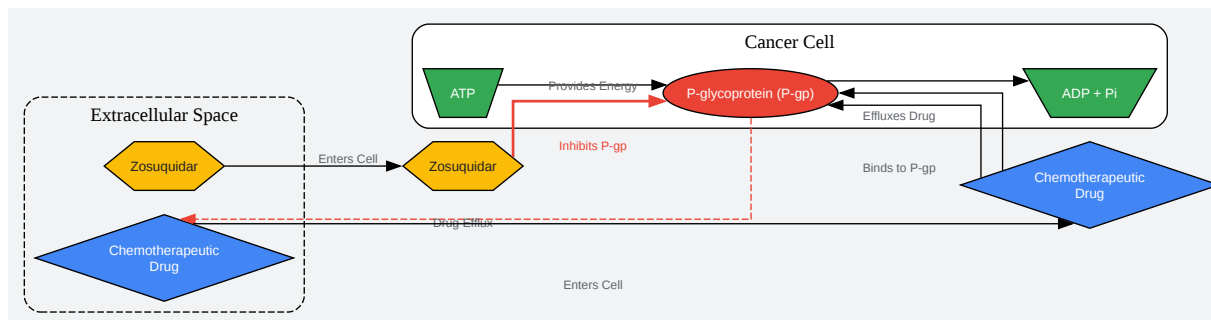 Cancer Cell
ATP
Provides Energy
P-glycoprotein (P-gp)
ADP + Pi
Effluxes Drug
Extracellular Space
Zosuquidar
Enters Cell
Zosuquidar
Inhibits P-gp
Binds to P-gp
Chemotherapeutic
Drug
Drug Efflux
Chemotherapeutic
Drug
Enters Cell